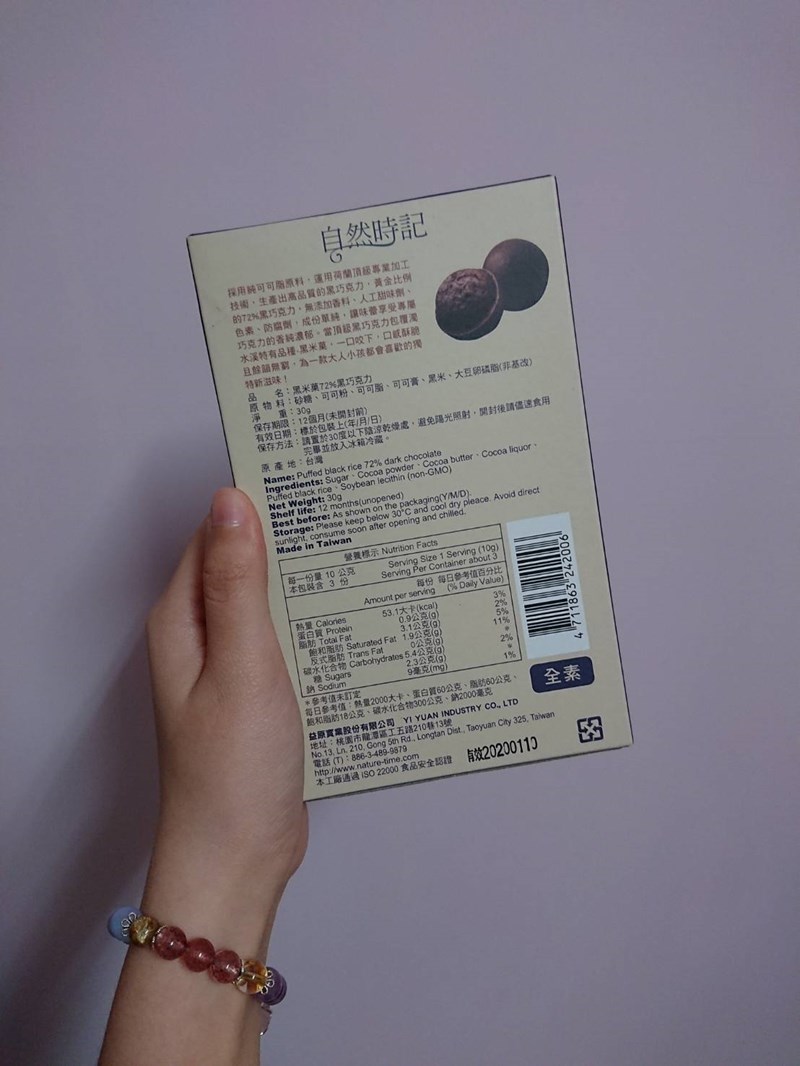 自然時記
採用純可可脂原料，運用荷蘭頂級專業加工
技術，生產出高品質的黑巧克力，黃金比例
的72%黑巧克力，無添加香料、人工甜味劑、
色素、防腐劑，成份單純，讓味蕾享受專屬
巧克力的香純濃郁。當頂級黑巧克力包覆濁
水溪特有品種-黑米菓，一口咬下，口感酥脆
且餘韻無窮，為一款大人小孩都會喜歡的獨
特新滋味！
品 名：黑米菓72%黑巧克力
原 物 料：砂糖、可可粉、可可脂、可可膏、黑米、大豆卵磷脂(非基改)
淨 重：30g
保存期限：12個月(未開封前)
有效日期：標於包裝上(年/月/日)
保存方法：請置於30度以下陰涼乾燥處，避免陽光照射，開封後請儘速食用
完畢並放入冰箱冷藏。
原 產 地：台灣
Name: Puffed black rice 72% dark chocolate
Ingredients: Sugar、Cocoa powder、Cocoa butter、Cocoa liquor、
Puffed black rice、Soybean lecithin (non-GMO)
Net Weight: 30g
Shelf life: 12 months(unopened)
Best before: As shown on the packaging(Y/M/D).
Storage: Please keep below 30°C and cool dry pleace. Avoid direct
sunlight, consume soon after opening and chilled.
Made in Taiwan
營養標示 Nutrition Facts
每一份量 10 公克 Serving Size 1 Serving (10g)
本包裝含 3 份 Serving Per Container about 3
每份 每日參考值百分比
Amount per serving (% Daily Value)
熱量 Calories 53.1大卡(kcal) 3%
蛋白質 Protein 0.9公克(g) 2%
脂肪 Total Fat 3.1公克(g) 5%
飽和脂肪 Saturated Fat 1.9公克(g) 11%
反式脂肪 Trans Fat 0公克(g) *
碳水化合物 Carbohydrates 5.4公克(g) 2%
糖 Sugars 2.3公克(g) *
鈉 Sodium 9毫克(mg) 1%
*參考值未訂定
每日參考值：熱量2000大卡、蛋白質60公克、脂肪60公克、
飽和脂肪18公克、碳水化合物300公克、鈉2000毫克
益原實業股份有限公司 YI YUAN INDUSTRY CO., LTD
地址：桃園市龍潭區工五路210巷13號
No.13, Ln. 210, Gong 5th Rd., Longtan Dist., Taoyuan City 325, Taiwan
電話 (T)：886-3-489-9879
http://www.nature-time.com
本工廠通過 ISO 22000 食品安全認證
有效20200110
4 711863 242006
全素